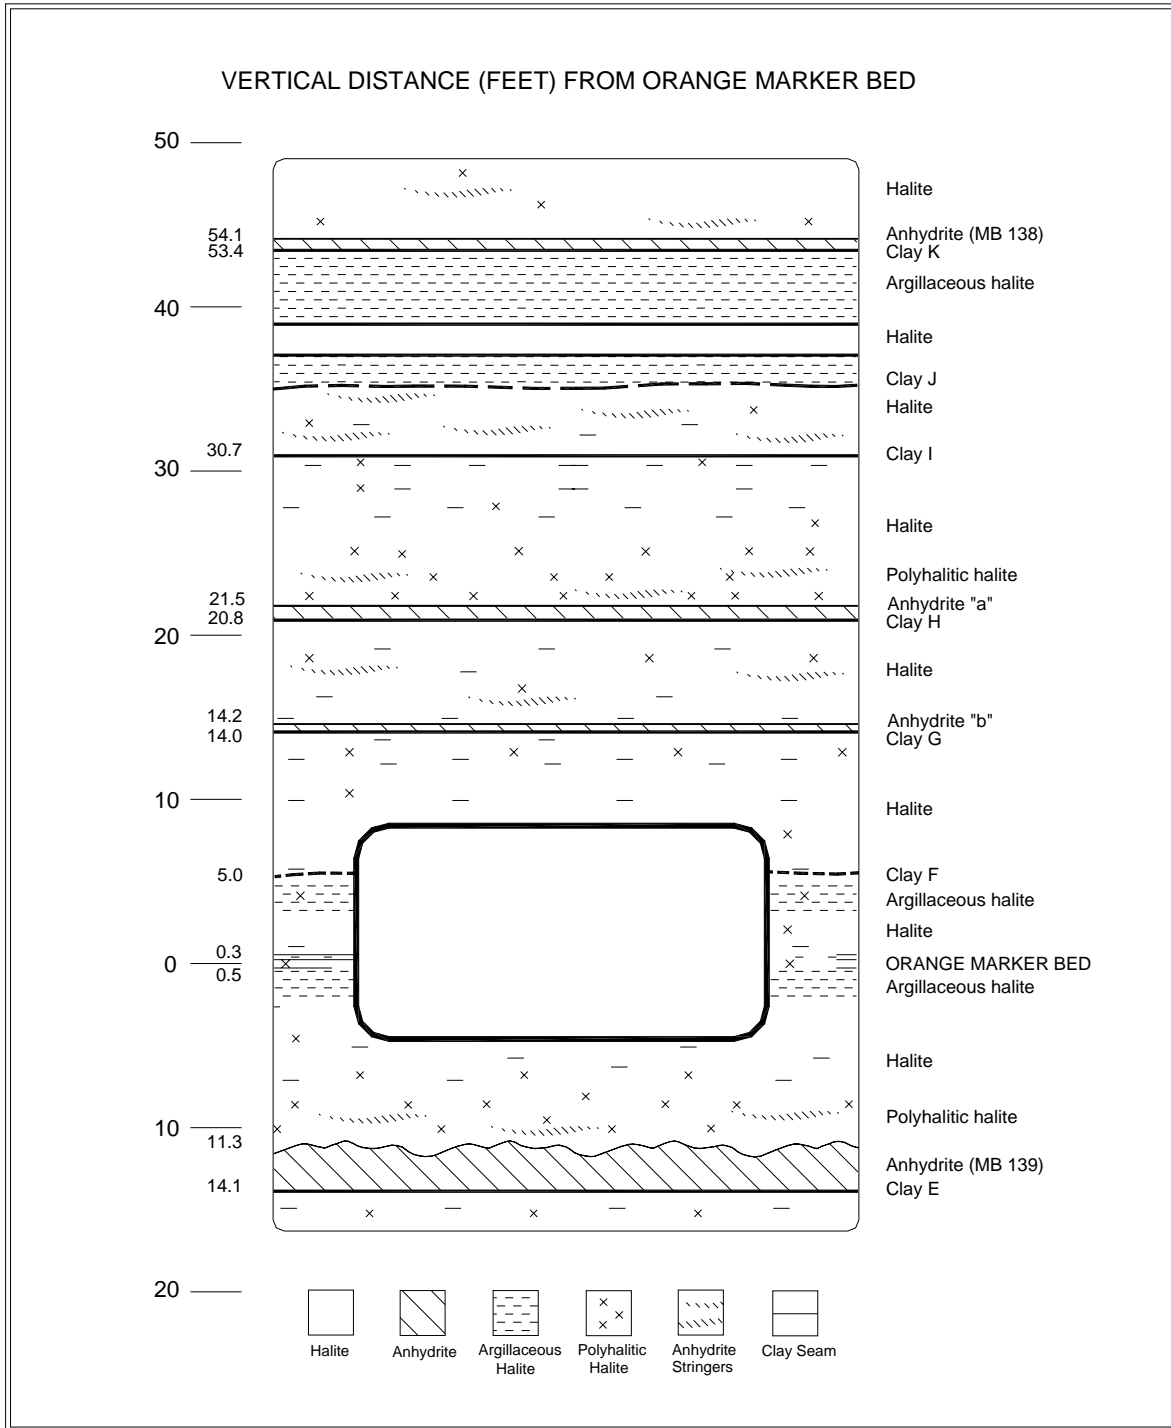 VERTICAL DISTANCE (FEET) FROM ORANGE MARKER BED
50
Halite
54.1
Anhydrite (MB 138)
53.4
Clay K
Argillaceous halite
40
Halite
Clay J
Halite
30.7
Clay I
30
Halite
Polyhalitic halite
21.5
Anhydrite "a"
20.8
Clay H
20
Halite
14.2
Anhydrite "b"
14.0
Clay G
10
Halite
5.0
Clay F
Argillaceous halite
Halite
0.3
0
ORANGE MARKER BED
0.5
Argillaceous halite
Halite
Polyhalitic halite
10
11.3
Anhydrite (MB 139)
14.1
Clay E
20
Halite
Anhydrite
Argillaceous
Halite
Polyhalitic
Halite
Anhydrite
Stringers
Clay Seam